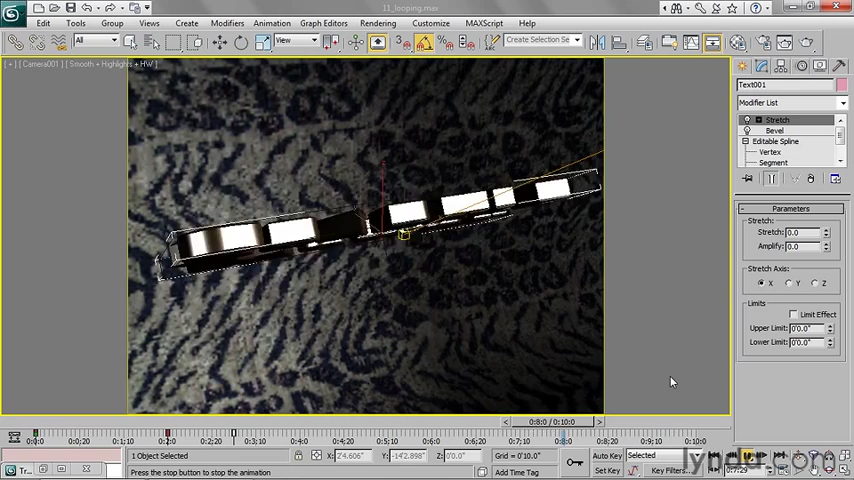 11_looping.max
Edit Tools Group Views Create Modifiers Animation Graph Editors Rendering Customize MAXScript Help
All View Create Selection Se
[ + ] [ Camera001 ] [ Smooth + Highlights + HW ]
Text001
Modifier List
Stretch
Bevel
Editable Spline
Vertex
Segment
Parameters
Stretch:
Stretch: 0.0
Amplify: 0.0
Stretch Axis:
X Y Z
Limits
Limit Effect
Upper Limit: 0'0.0"
Lower Limit: 0'0.0"
0:8:0 / 0:10:0
0:0:0 0:0:20 0:1:10 0:2:0 0:2:20 0:3:10 0:4:0 0:4:20 0:5:10 0:6:0 0:6:20 0:7:10 0:8:0 0:8:20 0:9:10 0:10:0
1 Object Selected X: 2'4.606" Y: -14'2.898" Z: 0'0.0" Grid = 0'10.0" Auto Key Selected
Tr... Press the stop button to stop the animation Add Time Tag Set Key Key Filters... 0:7:29
lynda.com